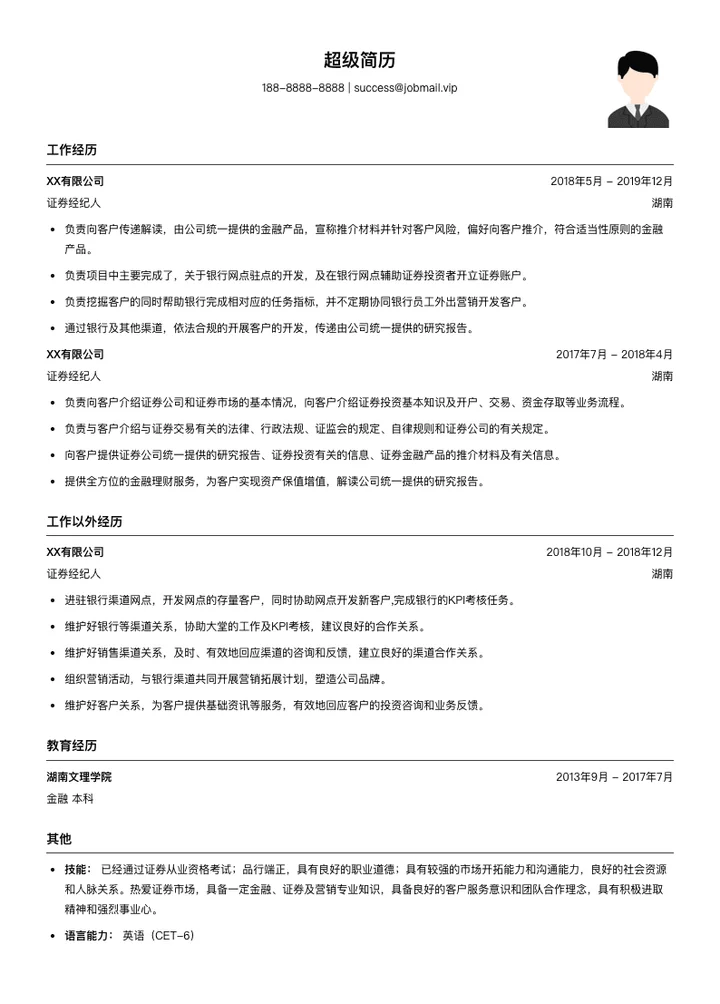 超级简历
188-8888-8888 | success@jobmail.vip
工作经历
XX有限公司 2018年5月 – 2019年12月
证券经纪人 湖南
• 负责向客户传递解读，由公司统一提供的金融产品，宣称推介材料并针对客户风险，偏好向客户推介，符合适当性原则的金融
产品。
• 负责项目中主要完成了，关于银行网点驻点的开发，及在银行网点辅助证券投资者开立证券账户。
• 负责挖掘客户的同时帮助银行完成相对应的任务指标，并不定期协同银行员工外出营销开发客户。
• 通过银行及其他渠道，依法合规的开展客户的开发，传递由公司统一提供的研究报告。
XX有限公司 2017年7月 – 2018年4月
证券经纪人 湖南
• 负责向客户介绍证券公司和证券市场的基本情况，向客户介绍证券投资基本知识及开户、交易、资金存取等业务流程。
• 负责与客户介绍与证券交易有关的法律、行政法规、证监会的规定、自律规则和证券公司的有关规定。
• 向客户提供证券公司统一提供的研究报告、证券投资有关的信息、证券金融产品的推介材料及有关信息。
• 提供全方位的金融理财服务，为客户实现资产保值增值，解读公司统一提供的研究报告。
工作以外经历
XX有限公司 2018年10月 – 2018年12月
证券经纪人 湖南
• 进驻银行渠道网点，开发网点的存量客户，同时协助网点开发新客户,完成银行的KPI考核任务。
• 维护好银行等渠道关系，协助大堂的工作及KPI考核，建议良好的合作关系。
• 维护好销售渠道关系，及时、有效地回应渠道的咨询和反馈，建立良好的渠道合作关系。
• 组织营销活动，与银行渠道共同开展营销拓展计划，塑造公司品牌。
• 维护好客户关系，为客户提供基础资讯等服务，有效地回应客户的投资咨询和业务反馈。
教育经历
湖南文理学院 2013年9月 – 2017年7月
金融 本科
其他
• 技能： 已经通过证券从业资格考试；品行端正，具有良好的职业道德；具有较强的市场开拓能力和沟通能力，良好的社会资源
和人脉关系。热爱证券市场，具备一定金融、证券及营销专业知识，具备良好的客户服务意识和团队合作理念，具有积极进取
精神和强烈事业心。
• 语言能力： 英语（CET-6）